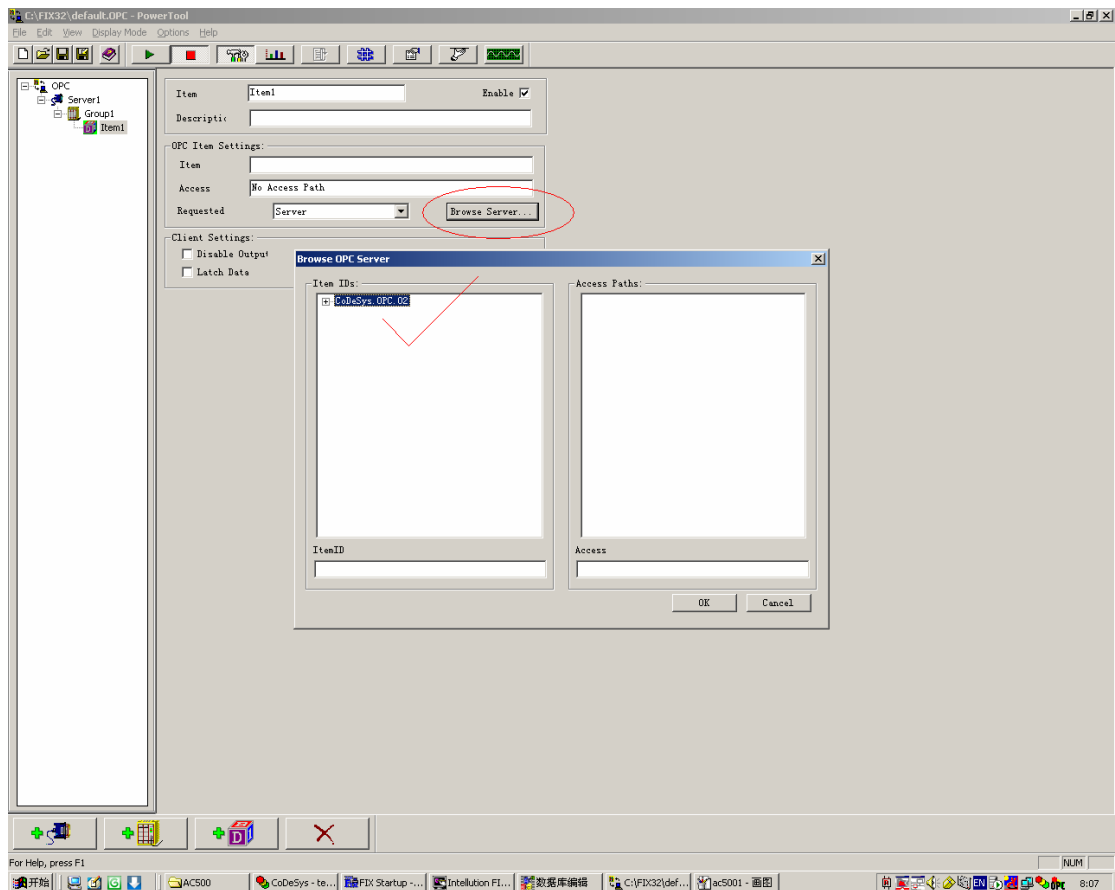 C:\FIX32\default.OPC - PowerTool
File Edit View Display Mode Options Help
OPC
Server1
Group1
Item1
Item Item1 Enable
Descriptic
OPC Item Settings:
Item
Access No Access Path
Requested Server Browse Server...
Client Settings:
Disable Output
Latch Data
Browse OPC Server
Item IDs: Access Paths:
CoDeSys.OPC.02
ItemID Access
OK Cancel
For Help, press F1 NUM
开始 AC500 CoDeSys - te... FIX Startup -... Intellution FI... 数据库编辑 C:\FIX32\def... ac5001 - 画图 EN OPC 8:07